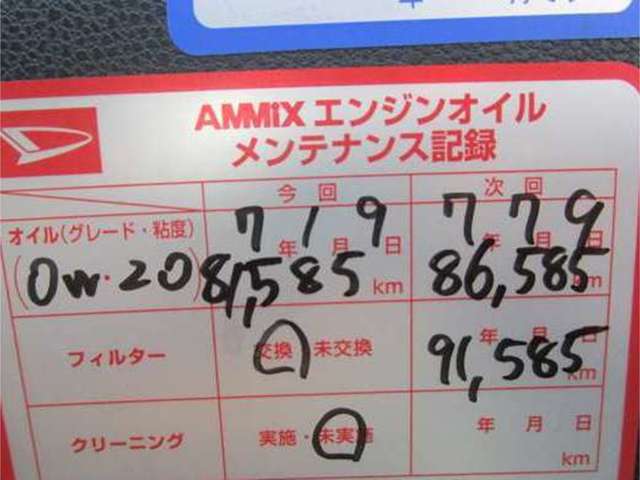 AMMiX エンジンオイル
メンテナンス記録
今回 次回
オイル(グレード・粘度) 7年 1月 9日 7年 7月 9日
(0w・20) 81,585 km 86,585 km
フィルター 交換・未交換 年 月 日
91,585 km
クリーニング 実施・未実施 年 月 日
km